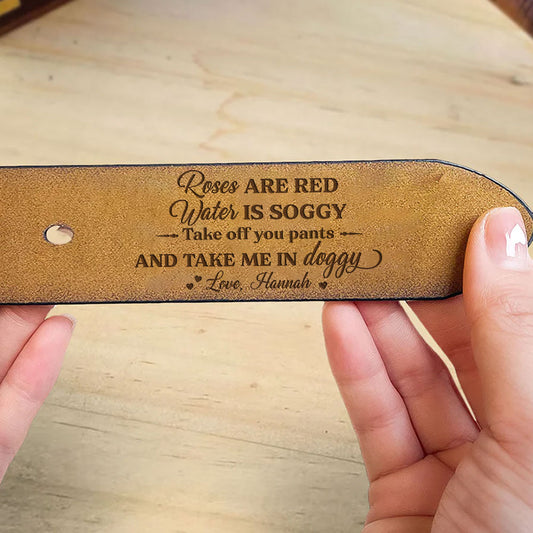 Roses ARE RED
Water IS SOGGY
Take off you pants
AND TAKE ME IN doggy
Love, Hannah